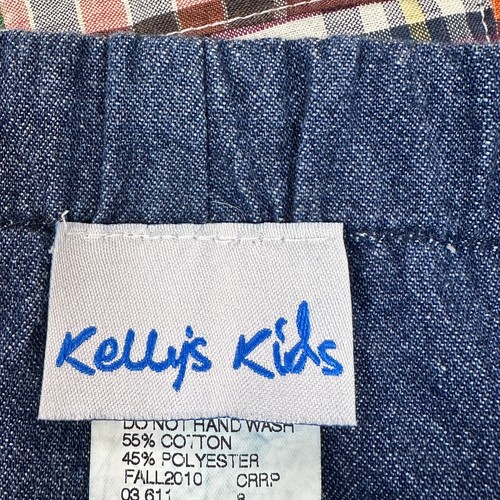 Kelly's Kids
DO NOT HAND WASH
55% COTTON
45% POLYESTER
FALL2010 CRRP
03 611 8